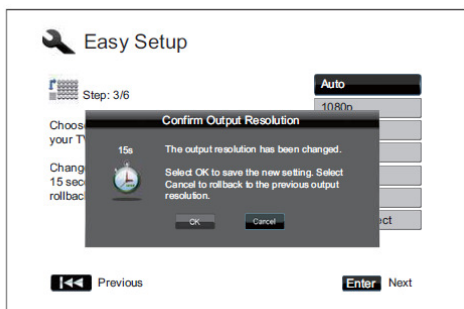 Easy Setup
Step: 3/6
Auto
1080p
Choos
your T
Confirm Output Resolution
15s
The output resolution has been changed.
Chang
15 sec
rollbac
Select OK to save the new setting. Select
Cancel to rollback to the previous output
resolution.
OK
Cancel
ect
Previous
Enter
Next